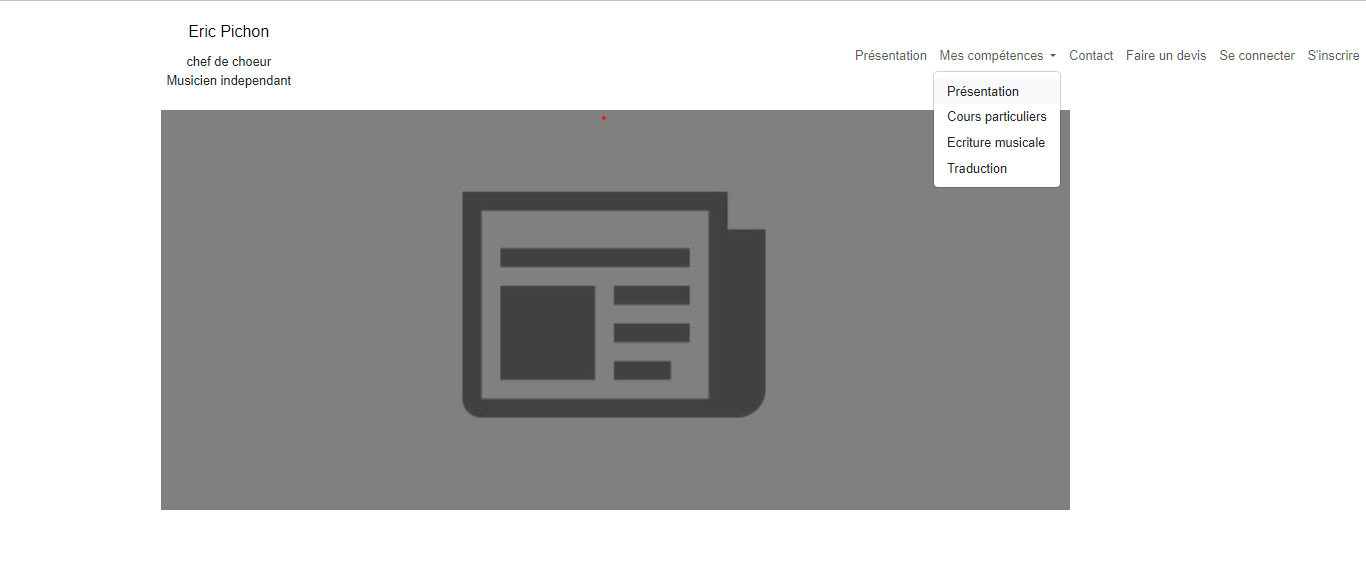 Eric Pichon
chef de choeur
Musicien independant
Présentation Mes compétences Contact Faire un devis Se connecter S'inscrire
Présentation
Cours particuliers
Ecriture musicale
Traduction